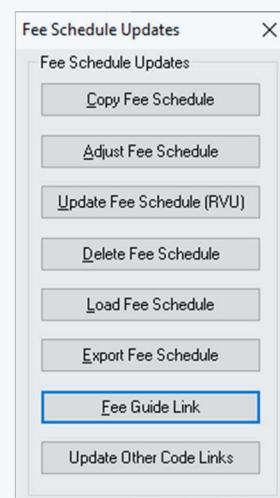 Fee Schedule Updates
Fee Schedule Updates
Copy Fee Schedule
Adjust Fee Schedule
Update Fee Schedule (RVU)
Delete Fee Schedule
Load Fee Schedule
Export Fee Schedule
Fee Guide Link
Update Other Code Links